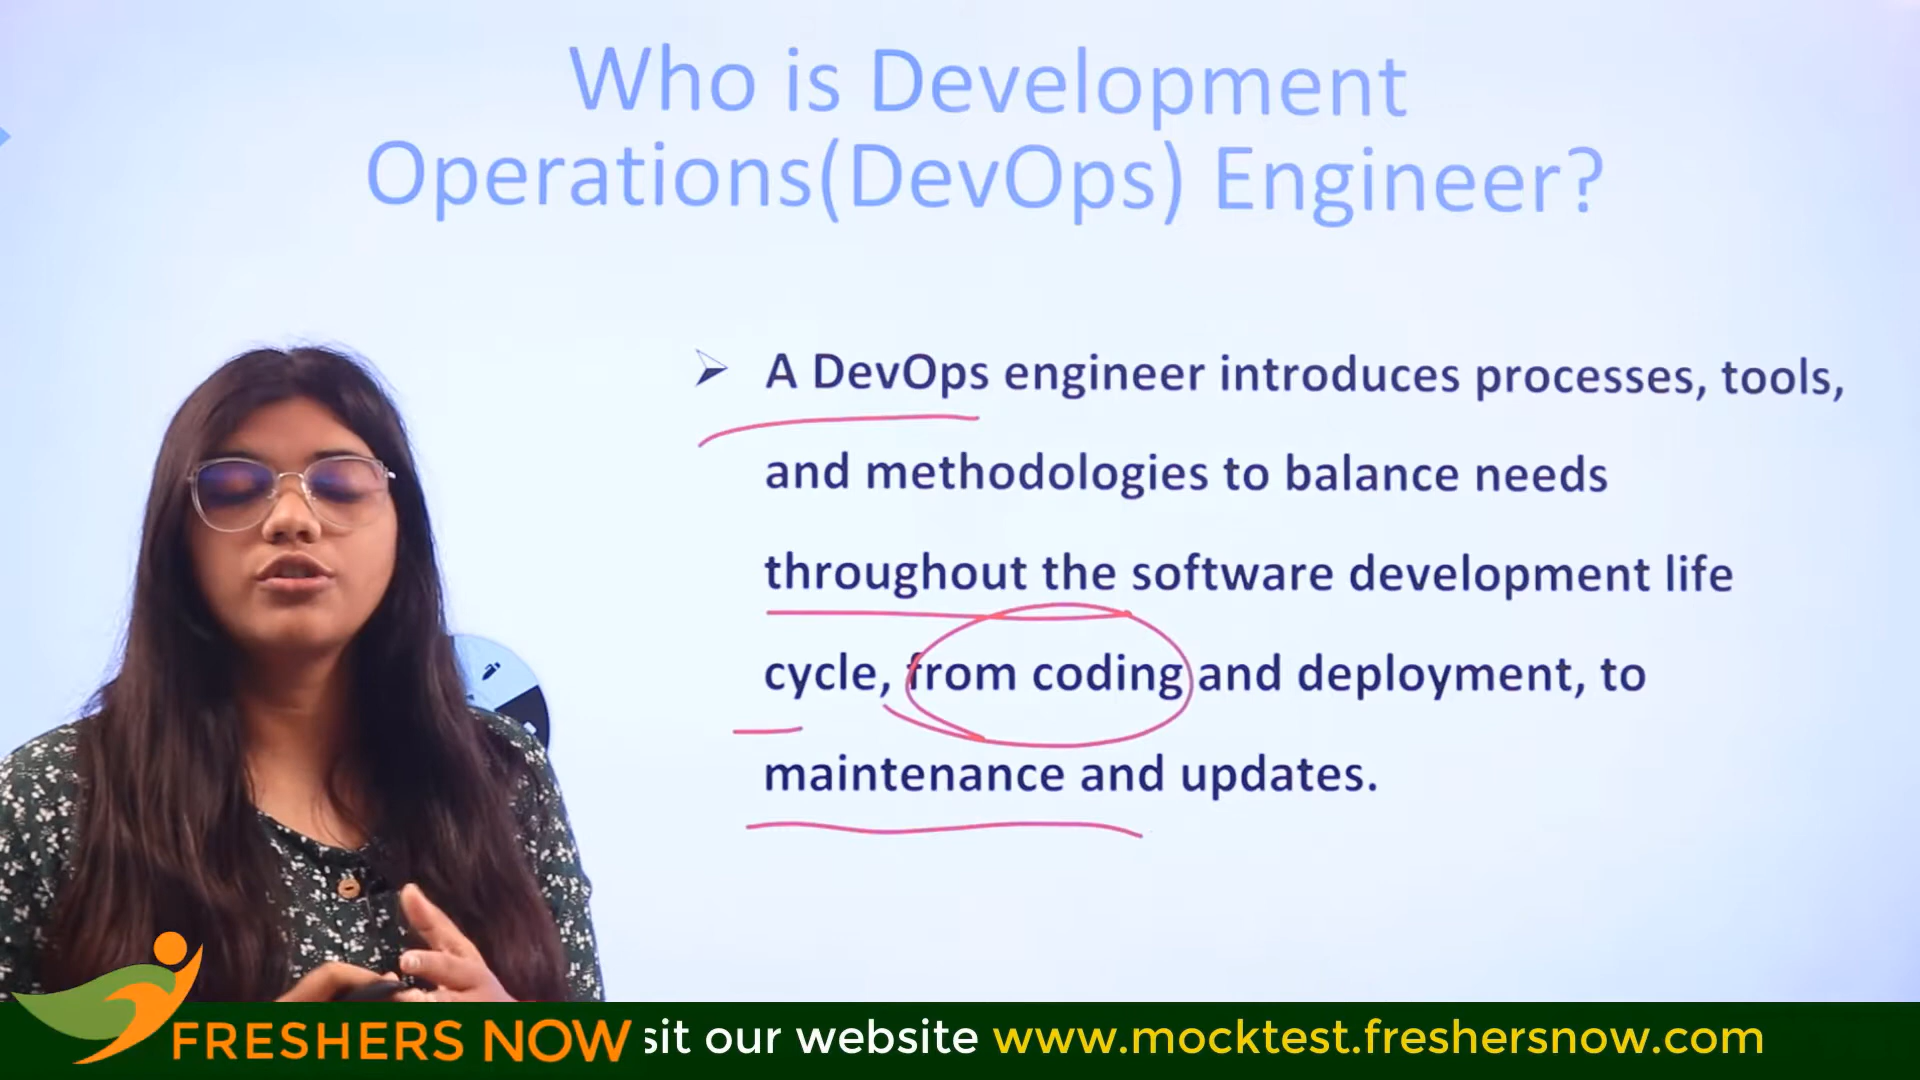 Who is Development
Operations(DevOps) Engineer?
A DevOps engineer introduces processes, tools,
and methodologies to balance needs
throughout the software development life
cycle, from coding and deployment, to
maintenance and updates.
FRESHERS NOW
sit our website www.mocktest.freshersnow.com